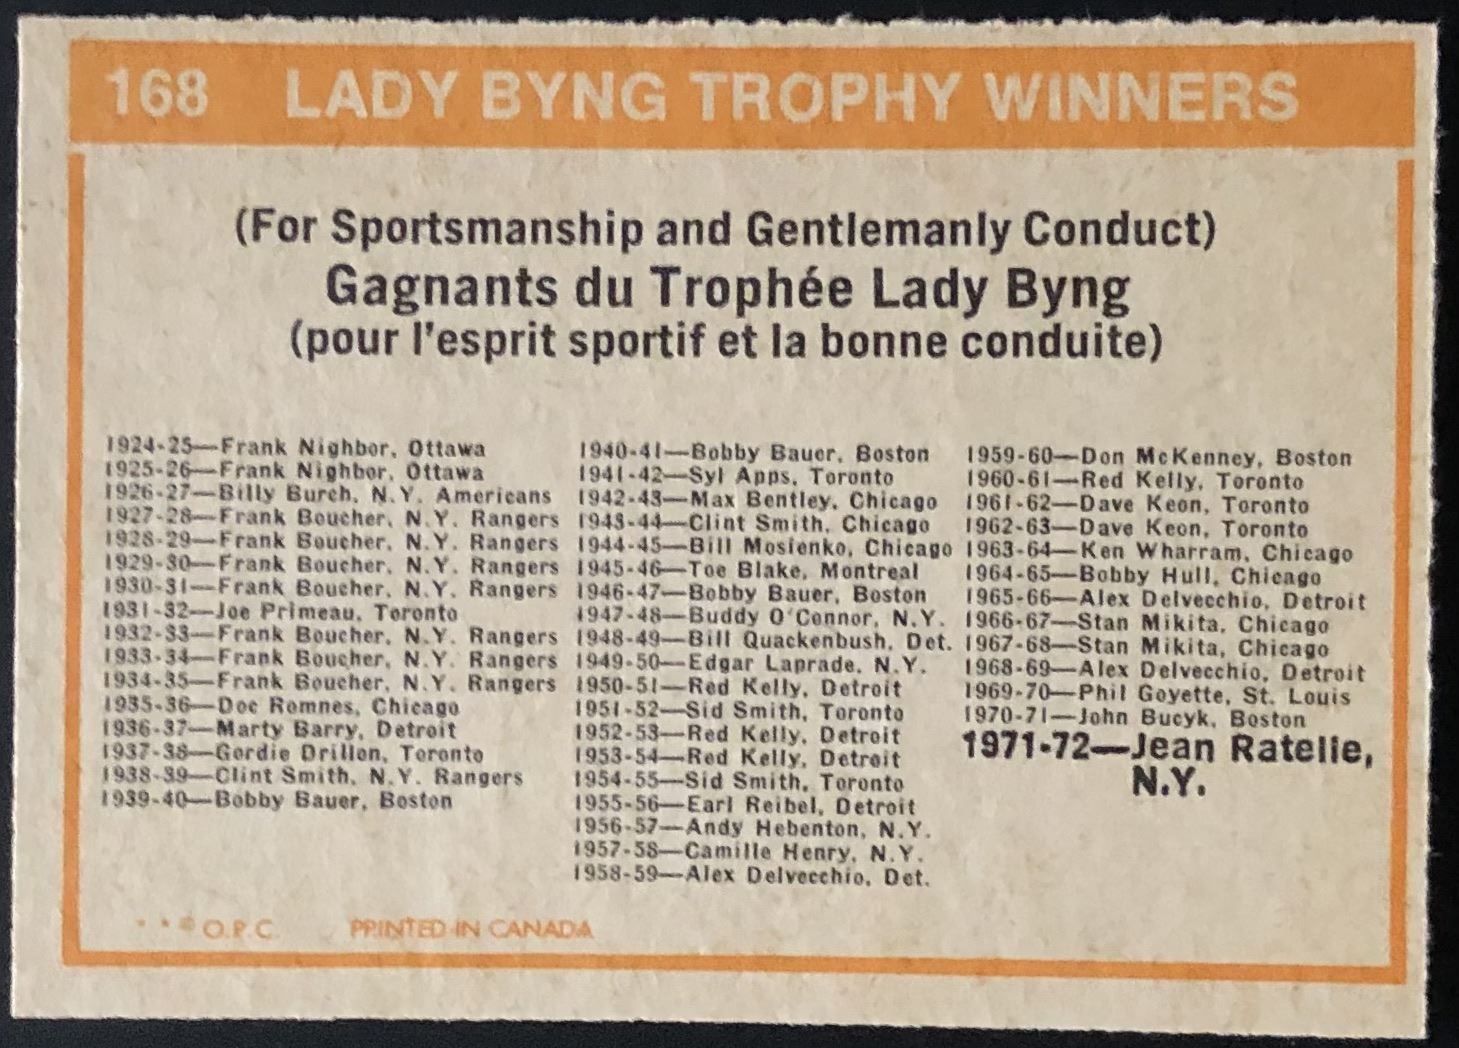 168 LADY BYNG TROPHY WINNERS
(For Sportsmanship and Gentlemanly Conduct)
Gagnants du Trophée Lady Byng
(pour l'esprit sportif et la bonne conduite)
1924-25—Frank Nighbor, Ottawa
1925-26—Frank Nighbor, Ottawa
1926-27—Billy Burch, N.Y. Americans
1927-28—Frank Boucher, N.Y. Rangers
1928-29—Frank Boucher, N.Y. Rangers
1929-30—Frank Boucher, N.Y. Rangers
1930-31—Frank Boucher, N.Y. Rangers
1931-32—Joe Primeau, Toronto
1932-33—Frank Boucher, N.Y. Rangers
1933-34—Frank Boucher, N.Y. Rangers
1934-35—Frank Boucher, N.Y. Rangers
1935-36—Doc Romnes, Chicago
1936-37—Marty Barry, Detroit
1937-38—Gordie Drillon, Toronto
1938-39—Clint Smith, N.Y. Rangers
1939-40—Bobby Bauer, Boston
1940-41—Bobby Bauer, Boston
1941-42—Syl Apps, Toronto
1942-43—Max Bentley, Chicago
1943-44—Clint Smith, Chicago
1944-45—Bill Mosienko, Chicago
1945-46—Toe Blake, Montreal
1946-47—Bobby Bauer, Boston
1947-48—Buddy O'Connor, N.Y.
1948-49—Bill Quackenbush, Det.
1949-50—Edgar Laprade, N.Y.
1950-51—Red Kelly, Detroit
1951-52—Sid Smith, Toronto
1952-53—Red Kelly, Detroit
1953-54—Red Kelly, Detroit
1954-55—Sid Smith, Toronto
1955-56—Earl Reibel, Detroit
1956-57—Andy Hebenton, N.Y.
1957-58—Camille Henry, N.Y.
1958-59—Alex Delvecchio, Det.
1959-60—Don McKenney, Boston
1960-61—Red Kelly, Toronto
1961-62—Dave Keon, Toronto
1962-63—Dave Keon, Toronto
1963-64—Ken Wharram, Chicago
1964-65—Bobby Hull, Chicago
1965-66—Alex Delvecchio, Detroit
1966-67—Stan Mikita, Chicago
1967-68—Stan Mikita, Chicago
1968-69—Alex Delvecchio, Detroit
1969-70—Phil Goyette, St. Louis
1970-71—John Bucyk, Boston
1971-72—Jean Ratelle,
N.Y.
* * © O.P.C. PRINTED IN CANADA